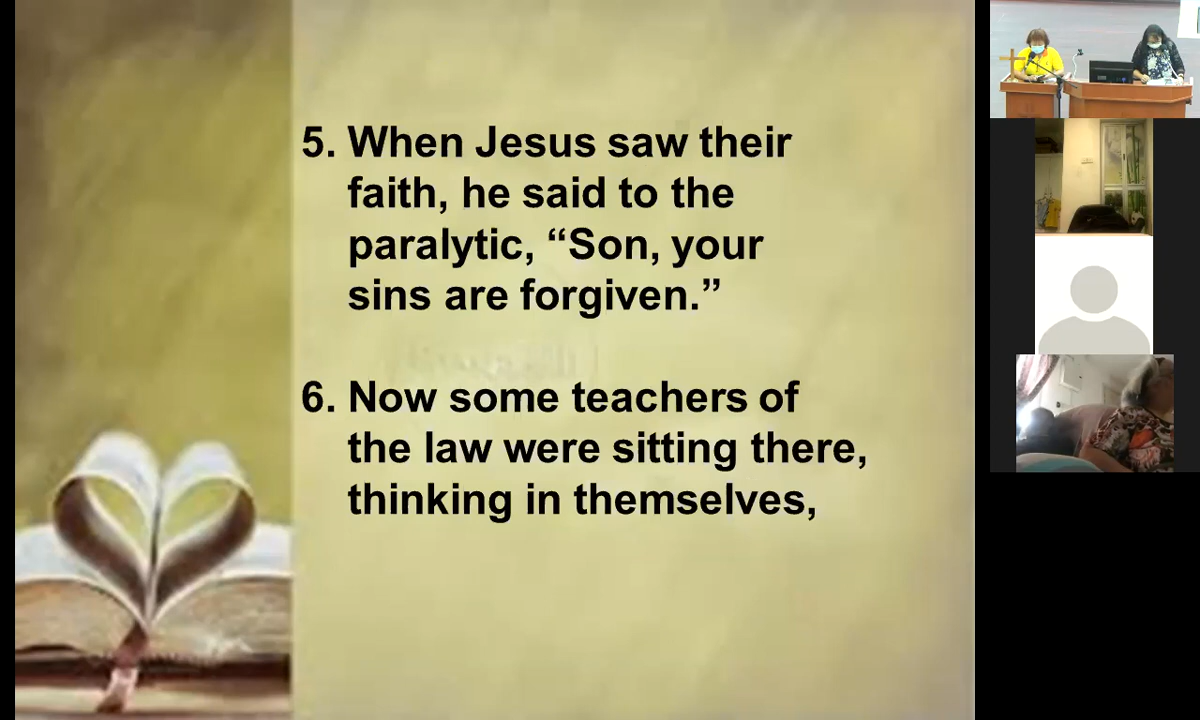 5. When Jesus saw their
faith, he said to the
paralytic, “Son, your
sins are forgiven.”
6. Now some teachers of
the law were sitting there,
thinking in themselves,